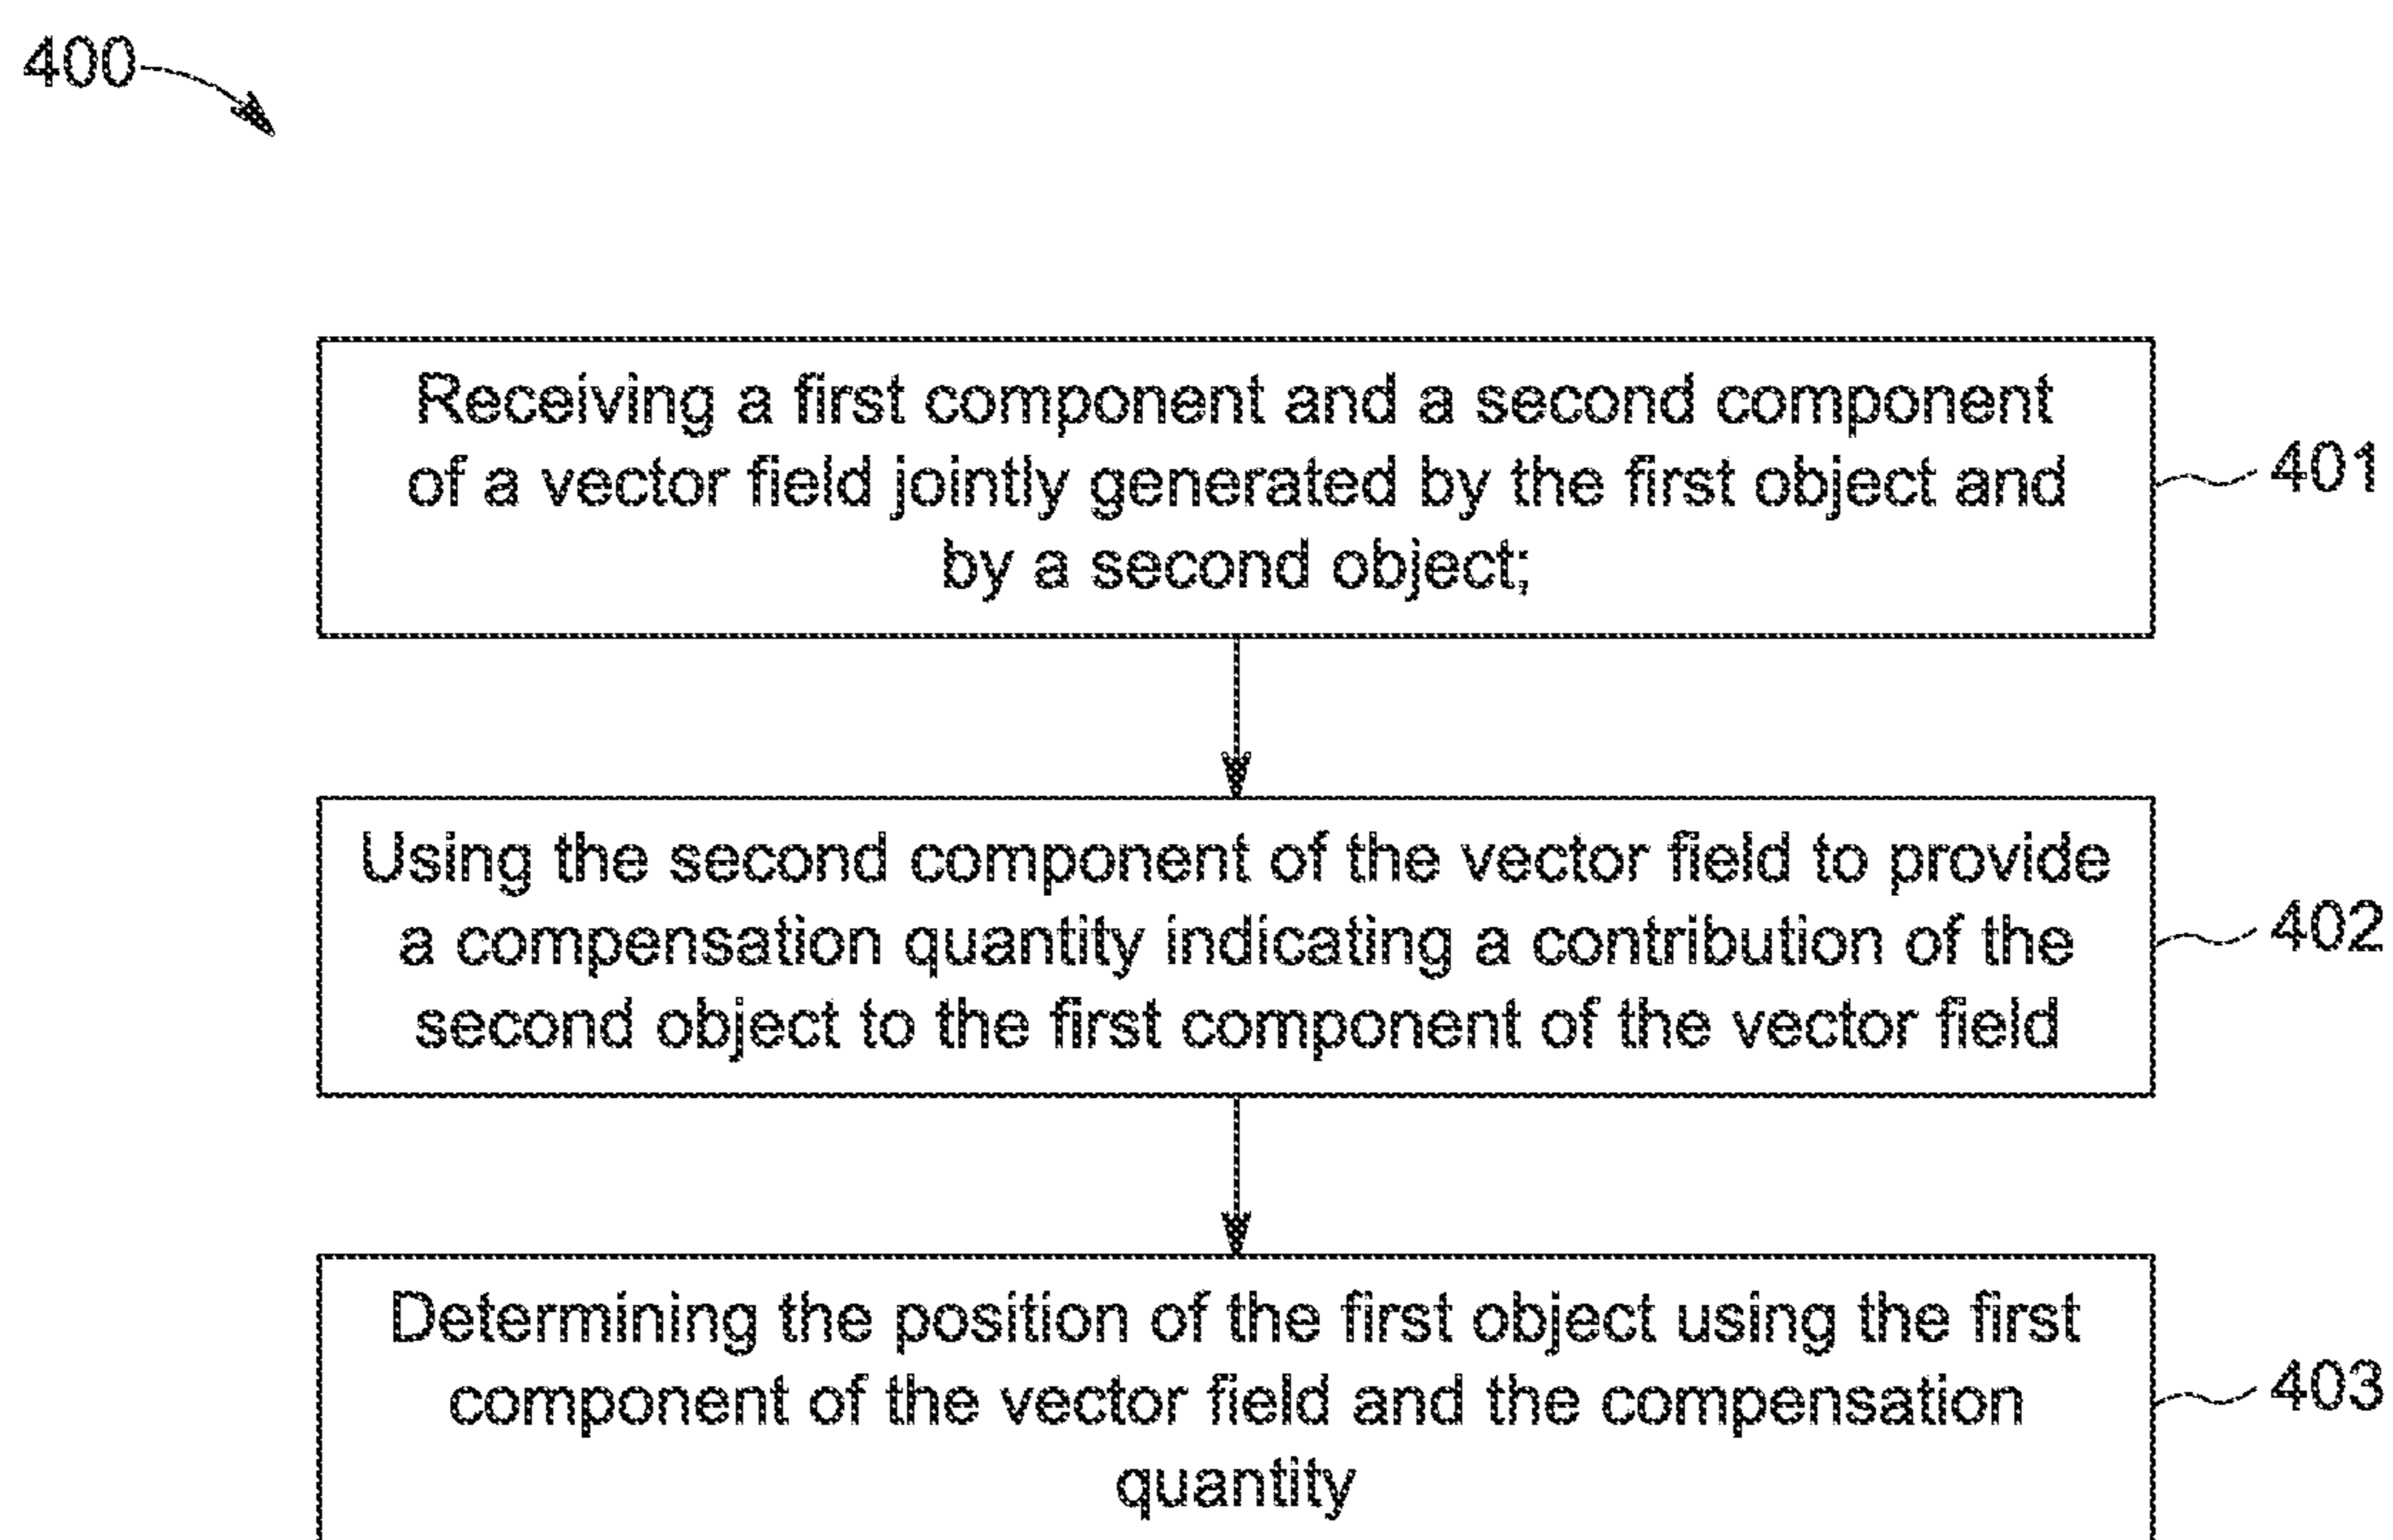 400
Receiving a first component and a second component
of a vector field jointly generated by the first object and
by a second object;
401
Using the second component of the vector field to provide
a compensation quantity indicating a contribution of the
second object to the first component of the vector field
402
Determining the position of the first object using the first
component of the vector field and the compensation
quantity
403